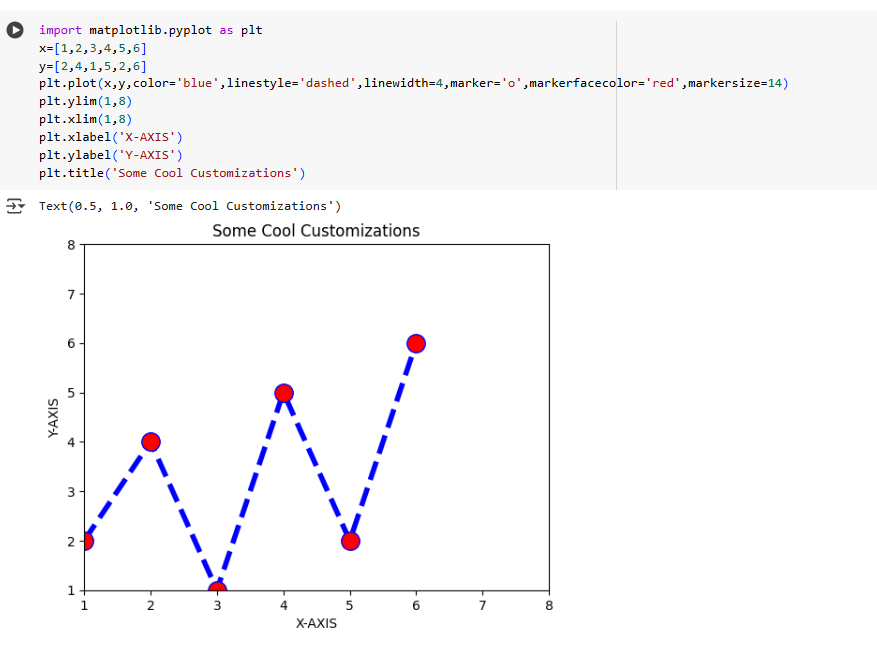 import matplotlib.pyplot as plt
x=[1,2,3,4,5,6]
y=[2,4,1,5,2,6]
plt.plot(x,y,color='blue',linestyle='dashed',linewidth=4,marker='o',markerfacecolor='red',markersize=14)
plt.ylim(1,8)
plt.xlim(1,8)
plt.xlabel('X-AXIS')
plt.ylabel('Y-AXIS')
plt.title('Some Cool Customizations')
Text(0.5, 1.0, 'Some Cool Customizations')
Some Cool Customizations
8
7
6
5
4
3
2
1
Y-AXIS
1 2 3 4 5 6 7 8
X-AXIS